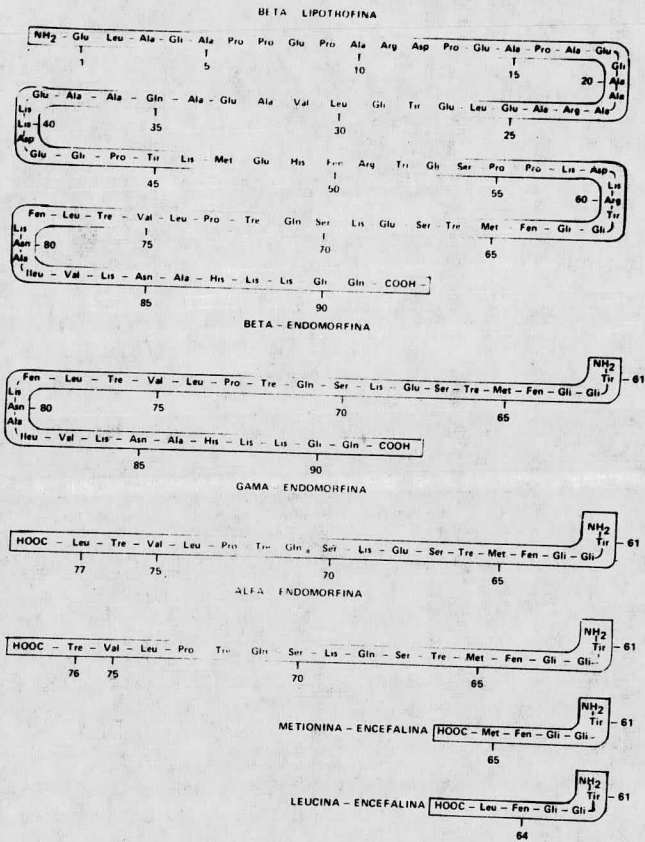 BETA LIPOTROFINA
NH2 - Glu Leu - Ala - Gli - Ala Pro Pro Glu Pro Ala Arg Asp Pro - Glu - Ala - Pro - Ala - Glu
1 5 10 15
Gli
20 Ala
Ala
Glu - Ala - Ala - Gln - Ala - Glu Ala Val Leu Gli Tir Glu Leu Glu - Ala - Arg - Ala
Lis
Lis 40 35 30 25
Asp
Glu - Gli - Pro - Tir - Lis - Met Glu His Fen Arg Tri Gli Ser Pro Pro - Lis - Asp
45 50 55 Lis
60 Arg
Tir
Fen - Leu - Tre - Val - Leu - Pro - Tre Gln Ser - Lis Glu - Ser - Tre Met - Fen - Gli - Gli
Lis 75 70 65
Asn 80
Ala
Ileu - Val - Lis - Asn - Ala - His - Lis - Lis Gli Gln - COOH -
85 90
BETA - ENDOMORFINA
NH2
Fen - Leu - Tre - Val - Leu - Pro - Tre - Gln - Ser - Lis - Glu - Ser - Tre - Met - Fen - Gli - Gli Tir 61
Lis
Asn 80 75 70 65
Ala
Ileu - Val - Lis - Asn - Ala - His - Lis - Lis - Gli - Gln - COOH
85 90
GAMA - ENDOMORFINA
NH2
HOOC - Leu - Tre - Val - Leu - Pro - Tre - Gln - Ser - Lis - Glu - Ser - Tre - Met - Fen - Gli - Gli Tir 61
77 75 70 65
ALFA ENDOMORFINA
NH2
HOOC - Tre - Val - Leu - Pro Tre Gln - Ser - Lis - Gln - Ser - Tre - Met - Fen - Gli - Gli - Tir 61
76 75 70 65
NH2
METIONINA - ENCEFALINA HOOC - Met - Fen - Gli - Gli - Tir 61
65
NH2
LEUCINA - ENCEFALINA HOOC - Leu - Fen - Gli - Gli Tir 61
64